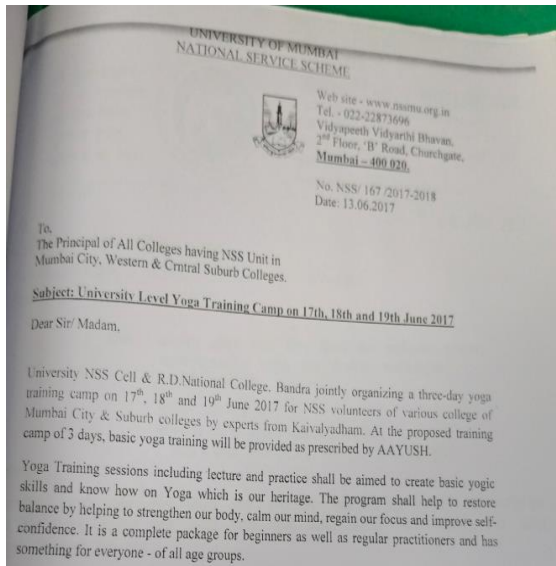 UNIVERSITY OF MUMBAI
NATIONAL SERVICE SCHEME
Web site - www.nssmu.org.in
Tel. - 022-22873696
Vidyapeeth Vidyarthi Bhavan,
2nd Floor, 'B' Road, Churchgate,
Mumbai – 400 020.
No. NSS/ 167 /2017-2018
Date: 13.06.2017
To,
The Principal of All Colleges having NSS Unit in
Mumbai City, Western & Crntral Suburb Colleges.
Subject: University Level Yoga Training Camp on 17th, 18th and 19th June 2017
Dear Sir/ Madam,
University NSS Cell & R.D.National College, Bandra jointly organizing a three-day yoga
training camp on 17th, 18th and 19th June 2017 for NSS volunteers of various college of
Mumbai City & Suburb colleges by experts from Kaivalyadham. At the proposed training
camp of 3 days, basic yoga training will be provided as prescribed by AAYUSH.
Yoga Training sessions including lecture and practice shall be aimed to create basic yogic
skills and know how on Yoga which is our heritage. The program shall help to restore
balance by helping to strengthen our body, calm our mind, regain our focus and improve self-
confidence. It is a complete package for beginners as well as regular practitioners and has
something for everyone - of all age groups.